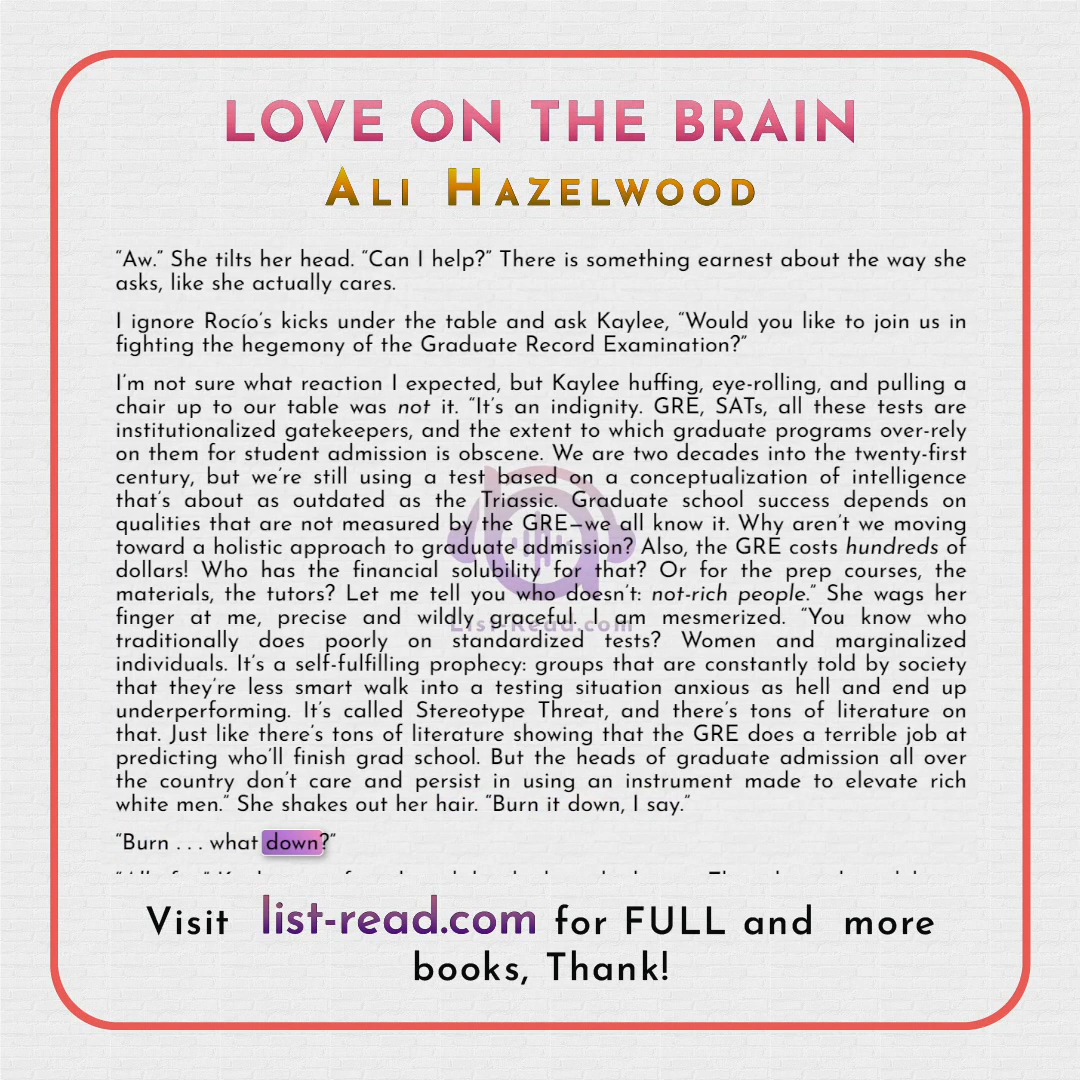 LOVE ON THE BRAIN
ALI HAZELWOOD
“Aw.” She tilts her head. “Can I help?” There is something earnest about the way she
asks, like she actually cares.
I ignore Rocío’s kicks under the table and ask Kaylee, “Would you like to join us in
fighting the hegemony of the Graduate Record Examination?”
I’m not sure what reaction I expected, but Kaylee huffing, eye-rolling, and pulling a
chair up to our table was not it. “It’s an indignity. GRE, SATs, all these tests are
institutionalized gatekeepers, and the extent to which graduate programs over-rely
on them for student admission is obscene. We are two decades into the twenty-first
century, but we’re still using a test based on a conceptualization of intelligence
that’s about as outdated as the Triassic. Graduate school success depends on
qualities that are not measured by the GRE—we all know it. Why aren’t we moving
toward a holistic approach to graduate admission? Also, the GRE costs hundreds of
dollars! Who has the financial solubility for that? Or for the prep courses, the
materials, the tutors? Let me tell you who doesn’t: not-rich people.” She wags her
finger at me, precise and wildly graceful. I am mesmerized. “You know who
List-Read.com
traditionally does poorly on standardized tests? Women and marginalized
individuals. It’s a self-fulfilling prophecy: groups that are constantly told by society
that they’re less smart walk into a testing situation anxious as hell and end up
underperforming. It’s called Stereotype Threat, and there’s tons of literature on
that. Just like there’s tons of literature showing that the GRE does a terrible job at
predicting who’ll finish grad school. But the heads of graduate admission all over
the country don’t care and persist in using an instrument made to elevate rich
white men.” She shakes out her hair. “Burn it down, I say.”
“Burn . . . what down?”
Visit list-read.com for FULL and more
books, Thank!